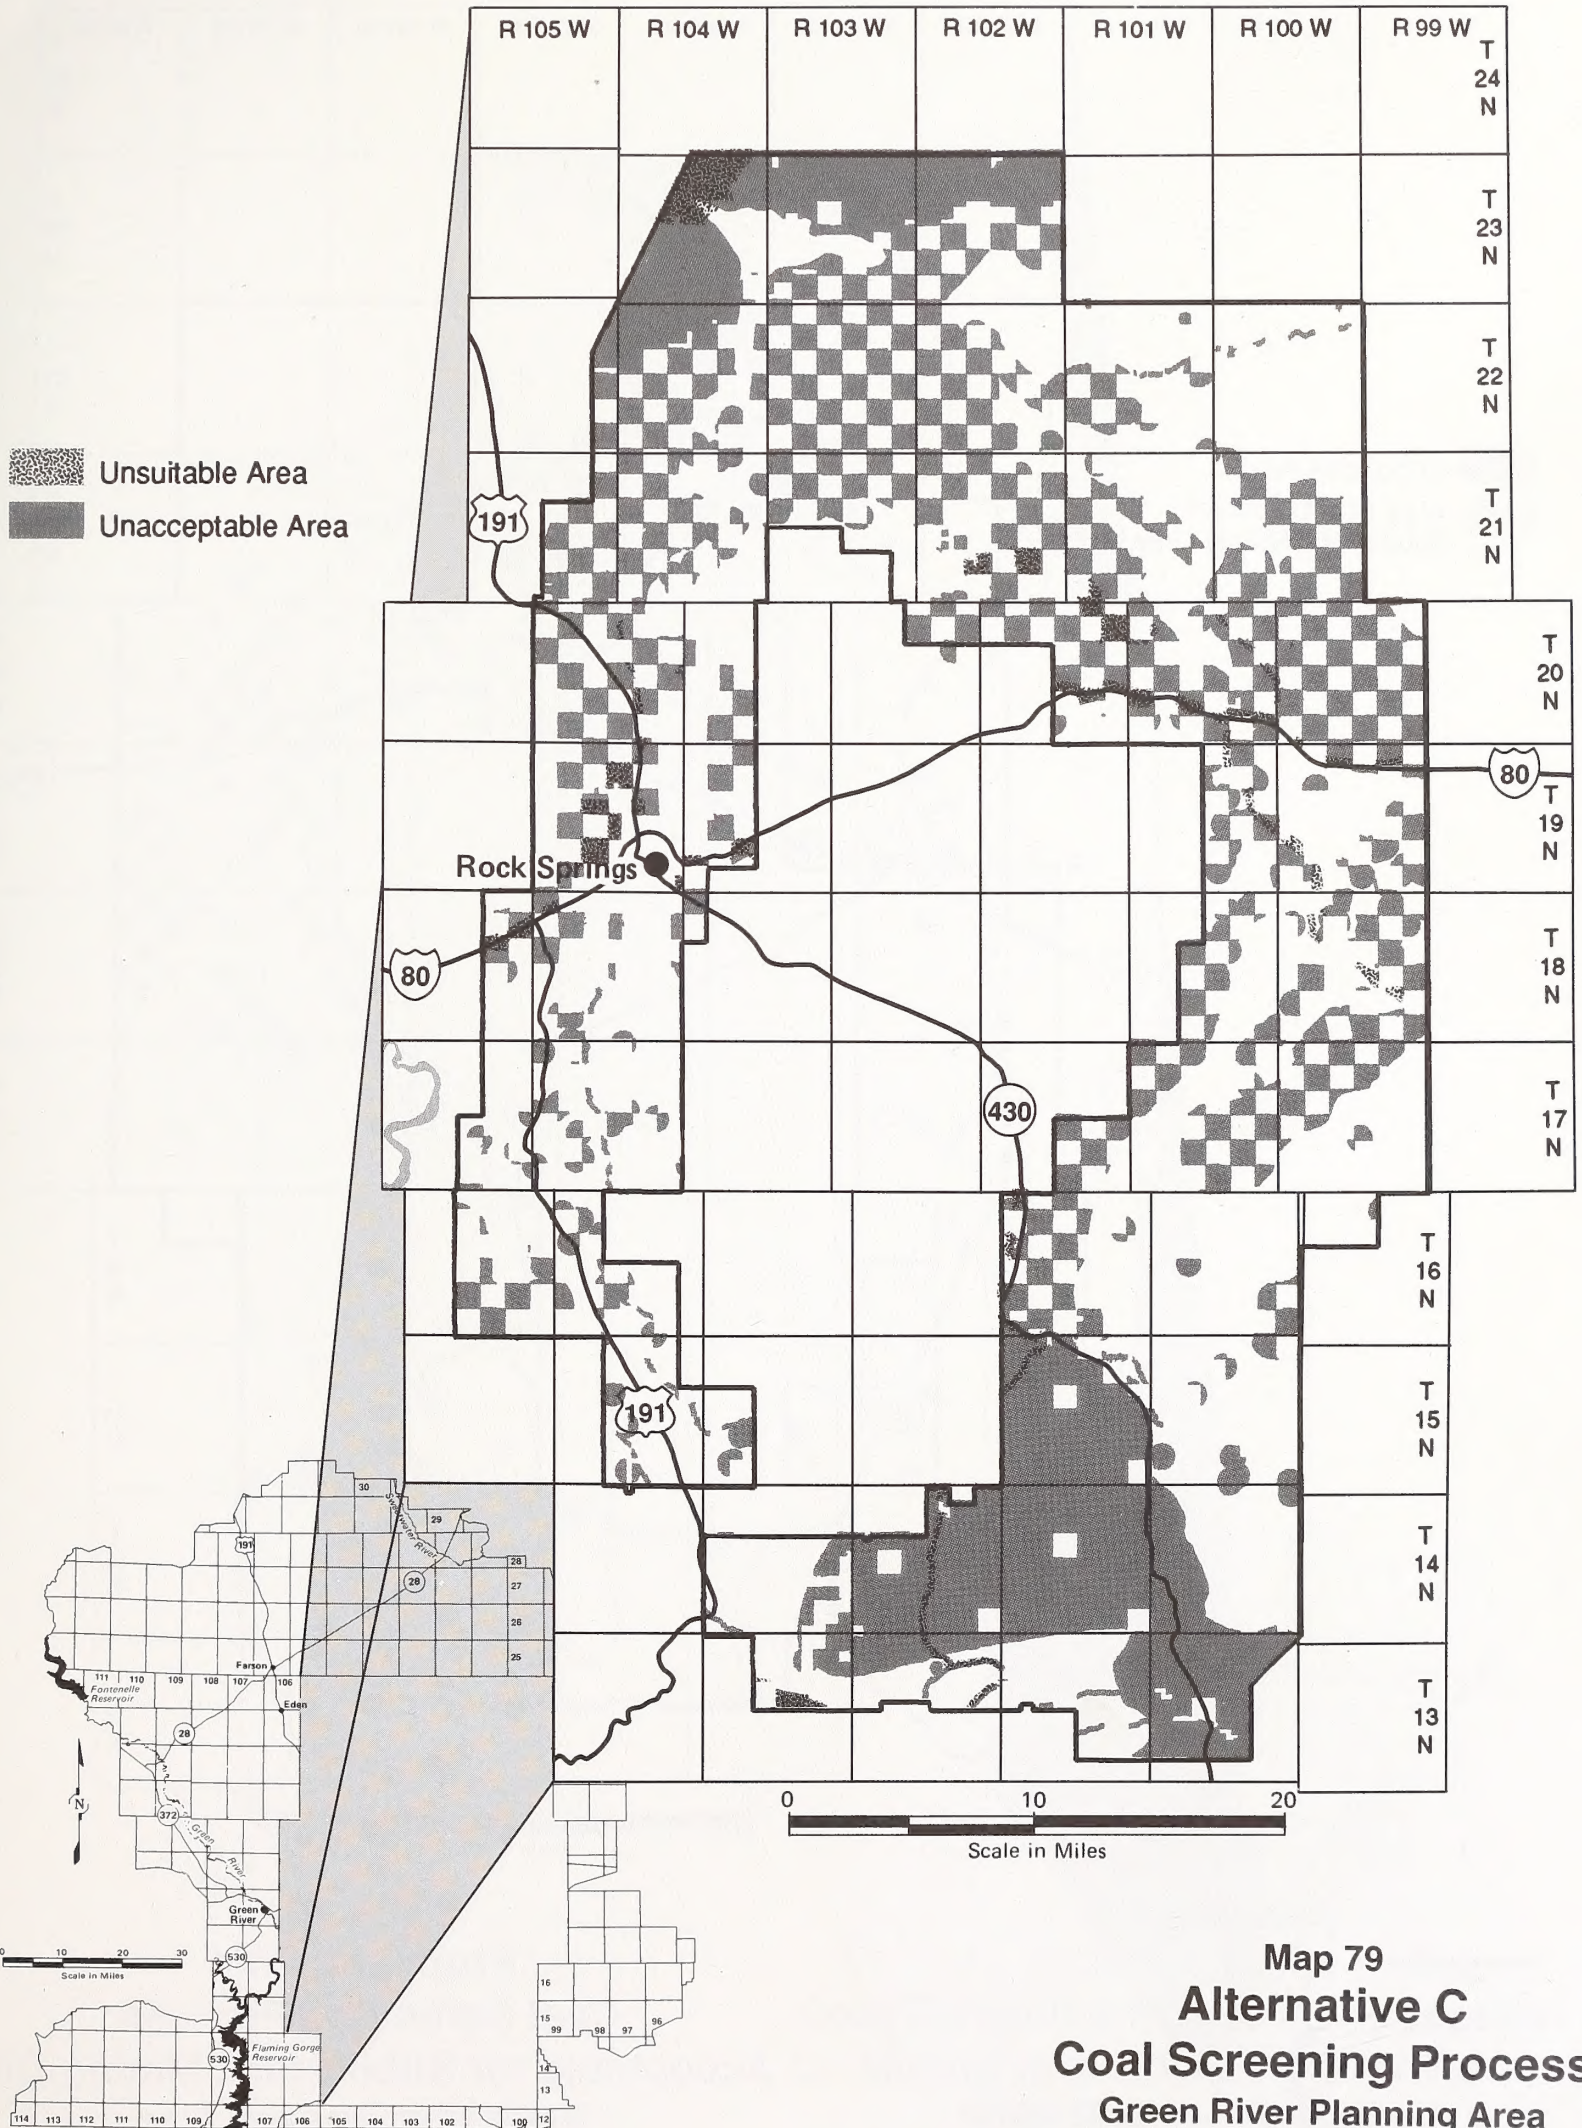 R 105 W R 104 W R 103 W R 102 W R 101 W R 100 W R 99 W
T
24
N
T
23
N
T
22
N
Unsuitable Area
Unacceptable Area
191
T
21
N
T
20
N
80
T
19
N
Rock Springs
80
T
18
N
430
T
17
N
T
16
N
191
T
15
N
T
14
N
T
13
N
0 10 20
Scale in Miles
30
Sweetwater River
29
191
28
28
27
26
25
Farson
111 110 109 108 107 106
Fontenelle
Reservoir
Eden
28
N
372
Green
River
Green
River
0 10 20 30
Scale in Miles
530
16
15
99 98 97 96
530
Flaming Gorge
Reservoir
14
13
114 113 112 111 110 109 107 106 105 104 103 102 100 12
Map 79
Alternative C
Coal Screening Process
Green River Planning Area